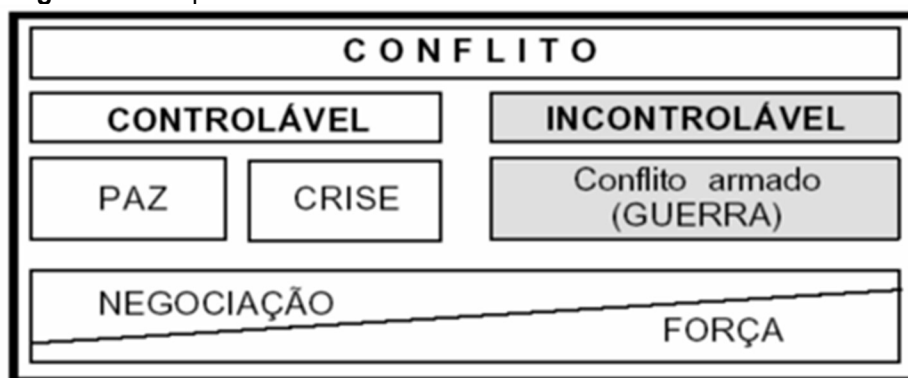 CONFLITO
CONTROLÁVEL
INCONTROLÁVEL
PAZ
CRISE
Conflito armado
(GUERRA)
NEGOCIAÇÃO
FORÇA